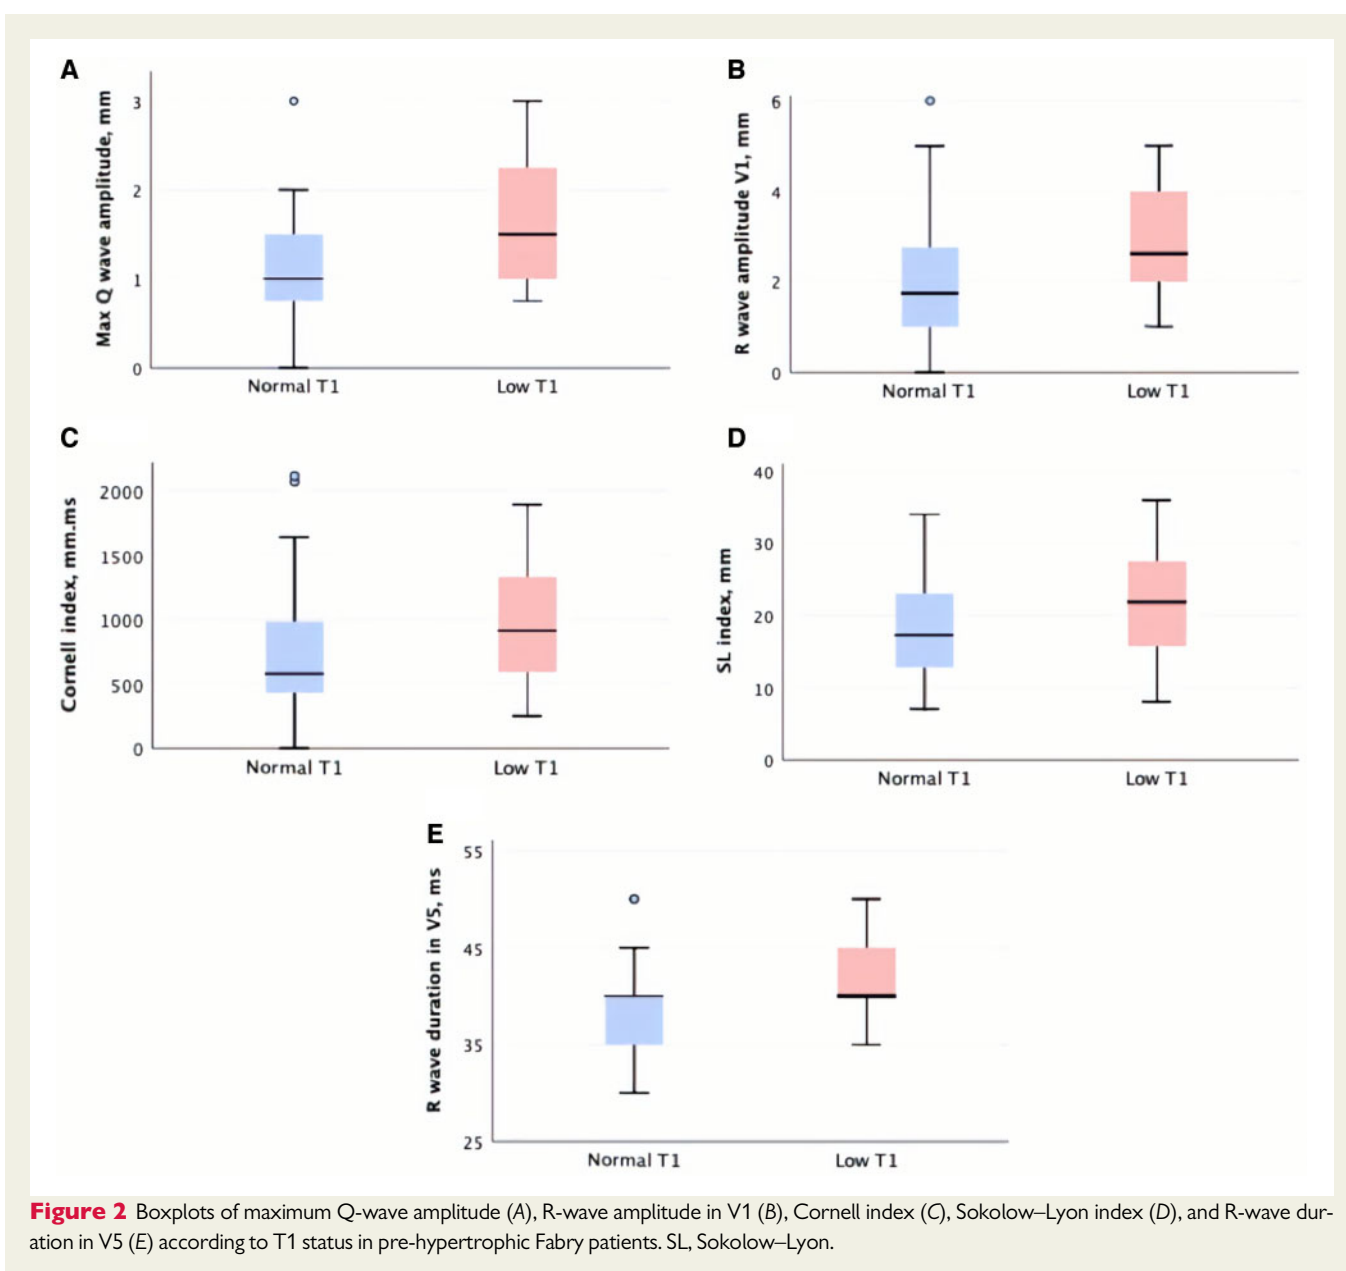 A
Max Q wave amplitude, mm
3
2
1
0
Normal T1
Low T1
B
R wave amplitude V1, mm
6
4
2
0
Normal T1
Low T1
C
Cornell index, mm.ms
2000
1500
1000
500
0
Normal T1
Low T1
D
SL index, mm
40
30
20
10
0
Normal T1
Low T1
E
R wave duration in V5, ms
55
45
35
25
Normal T1
Low T1
Figure 2 Boxplots of maximum Q-wave amplitude (A), R-wave amplitude in V1 (B), Cornell index (C), Sokolow–Lyon index (D), and R-wave dur-
ation in V5 (E) according to T1 status in pre-hypertrophic Fabry patients. SL, Sokolow–Lyon.